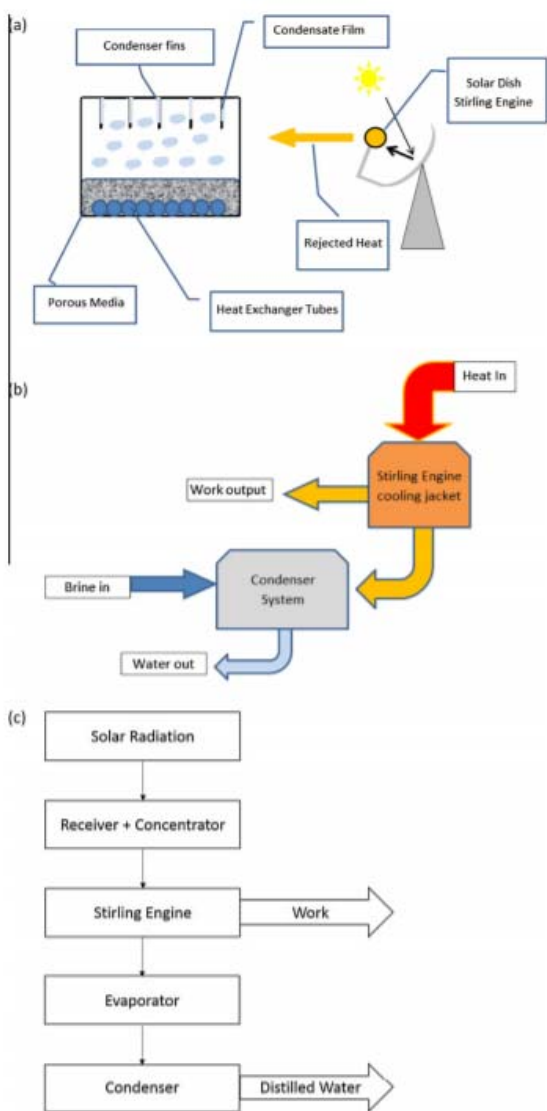 (a)
Condenser fins
Condensate Film
Solar Dish
Stirling Engine
Rejected Heat
Porous Media
Heat Exchanger Tubes
(b)
Heat In
Stirling Engine
cooling jacket
Work output
Brine in
Condenser
System
Water out
(c)
Solar Radiation
Receiver + Concentrator
Stirling Engine
Work
Evaporator
Condenser
Distilled Water